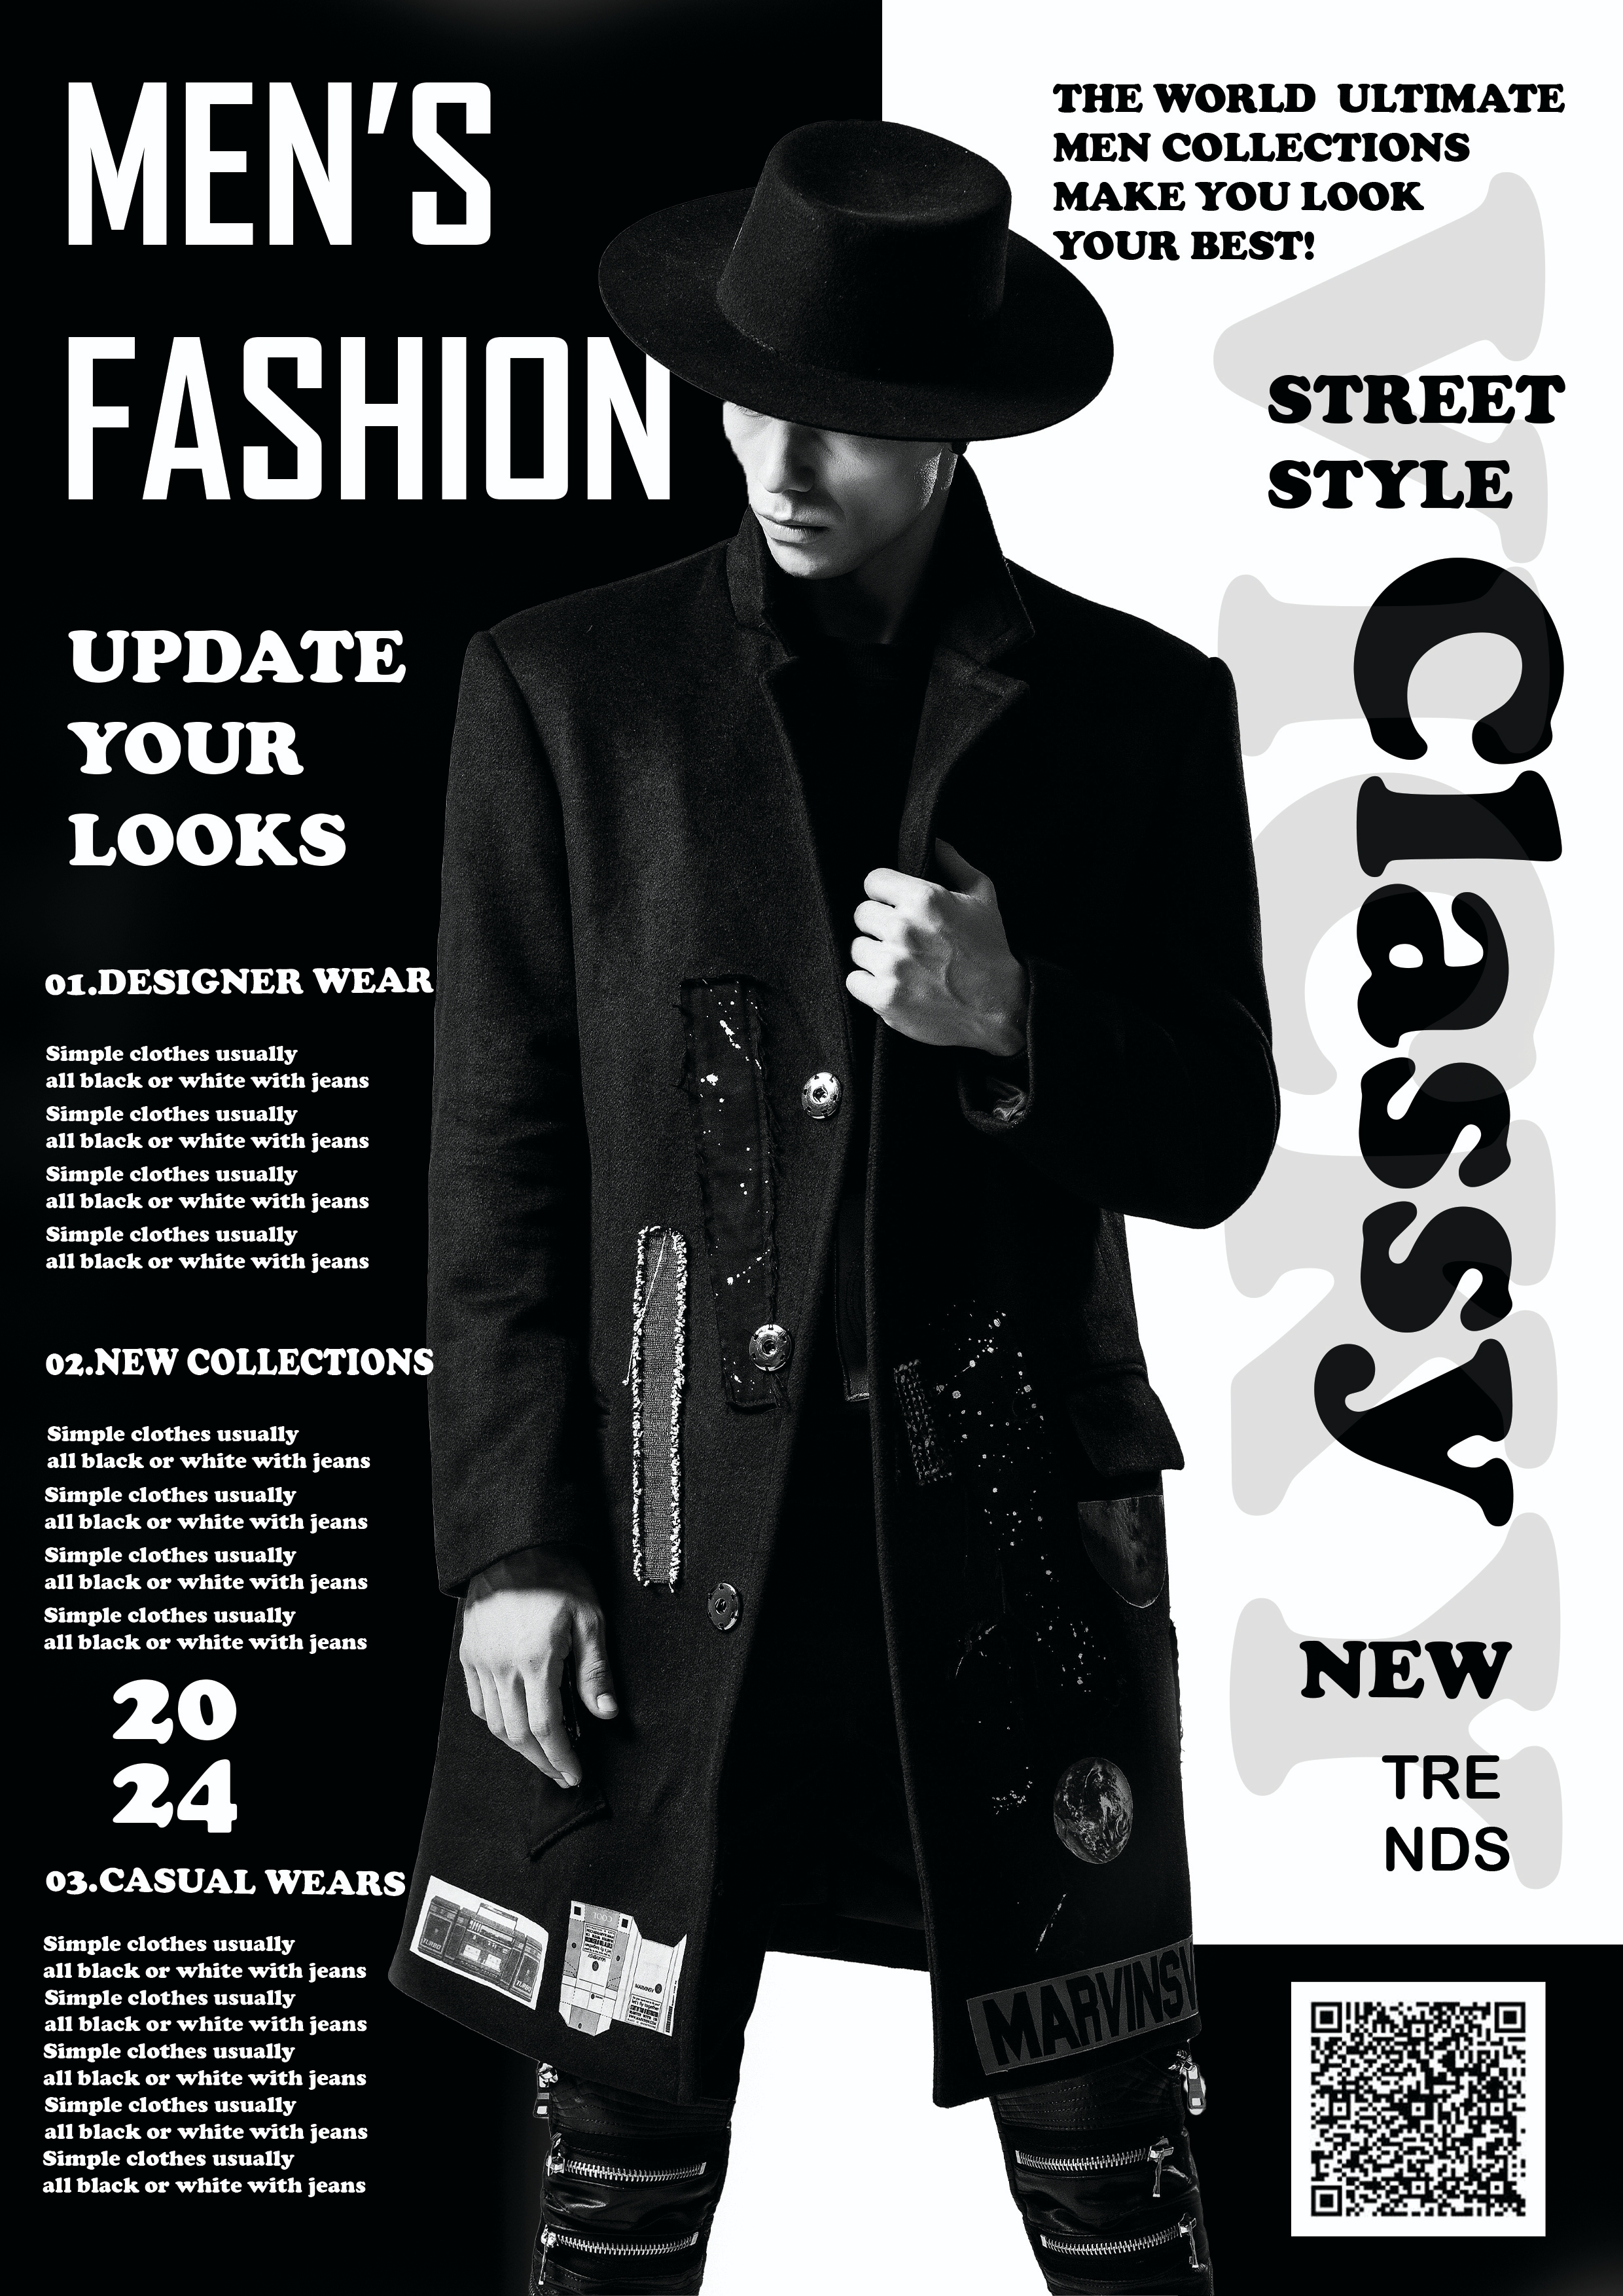 MEN'S
FASHION
THE WORLD  ULTIMATE
MEN COLLECTIONS
MAKE YOU LOOK
YOUR BEST!
STREET
STYLE
Classy
UPDATE
YOUR
LOOKS
01.DESIGNER WEAR
Simple clothes usually
all black or white with jeans
Simple clothes usually
all black or white with jeans
Simple clothes usually
all black or white with jeans
Simple clothes usually
all black or white with jeans
02.NEW COLLECTIONS
Simple clothes usually
all black or white with jeans
Simple clothes usually
all black or white with jeans
Simple clothes usually
all black or white with jeans
Simple clothes usually
all black or white with jeans
20
24
03.CASUAL WEARS
Simple clothes usually
all black or white with jeans
Simple clothes usually
all black or white with jeans
Simple clothes usually
all black or white with jeans
Simple clothes usually
all black or white with jeans
Simple clothes usually
all black or white with jeans
NEW
TRE
NDS
TURBO
TURBO
MARVINSV